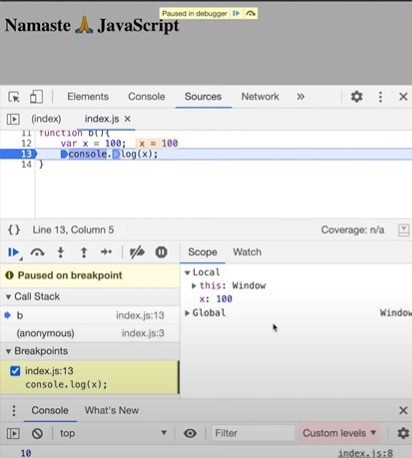 Paused in debugger
Namaste 🙏 JavaScript
Elements Console Sources Network »
(index) index.js ×
11 function b(){
12 var x = 100; x = 100
13 console.log(x);
14 }
{} Line 13, Column 5 Coverage: n/a
Scope Watch
Paused on breakpoint
Call Stack
b index.js:13
(anonymous) index.js:3
Breakpoints
index.js:13
console.log(x);
Local
this: Window
x: 100
Global Window
Console What's New
top Filter Custom levels
10 index.js:8